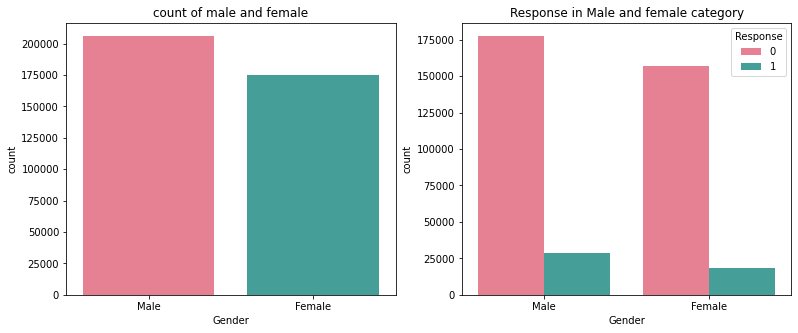 count of male and female
200000
175000
150000
125000
100000
75000
50000
25000
0
count
Male Female
Gender
Response in Male and female category
175000
150000
125000
100000
75000
50000
25000
0
count
Response
0
1
Male Female
Gender